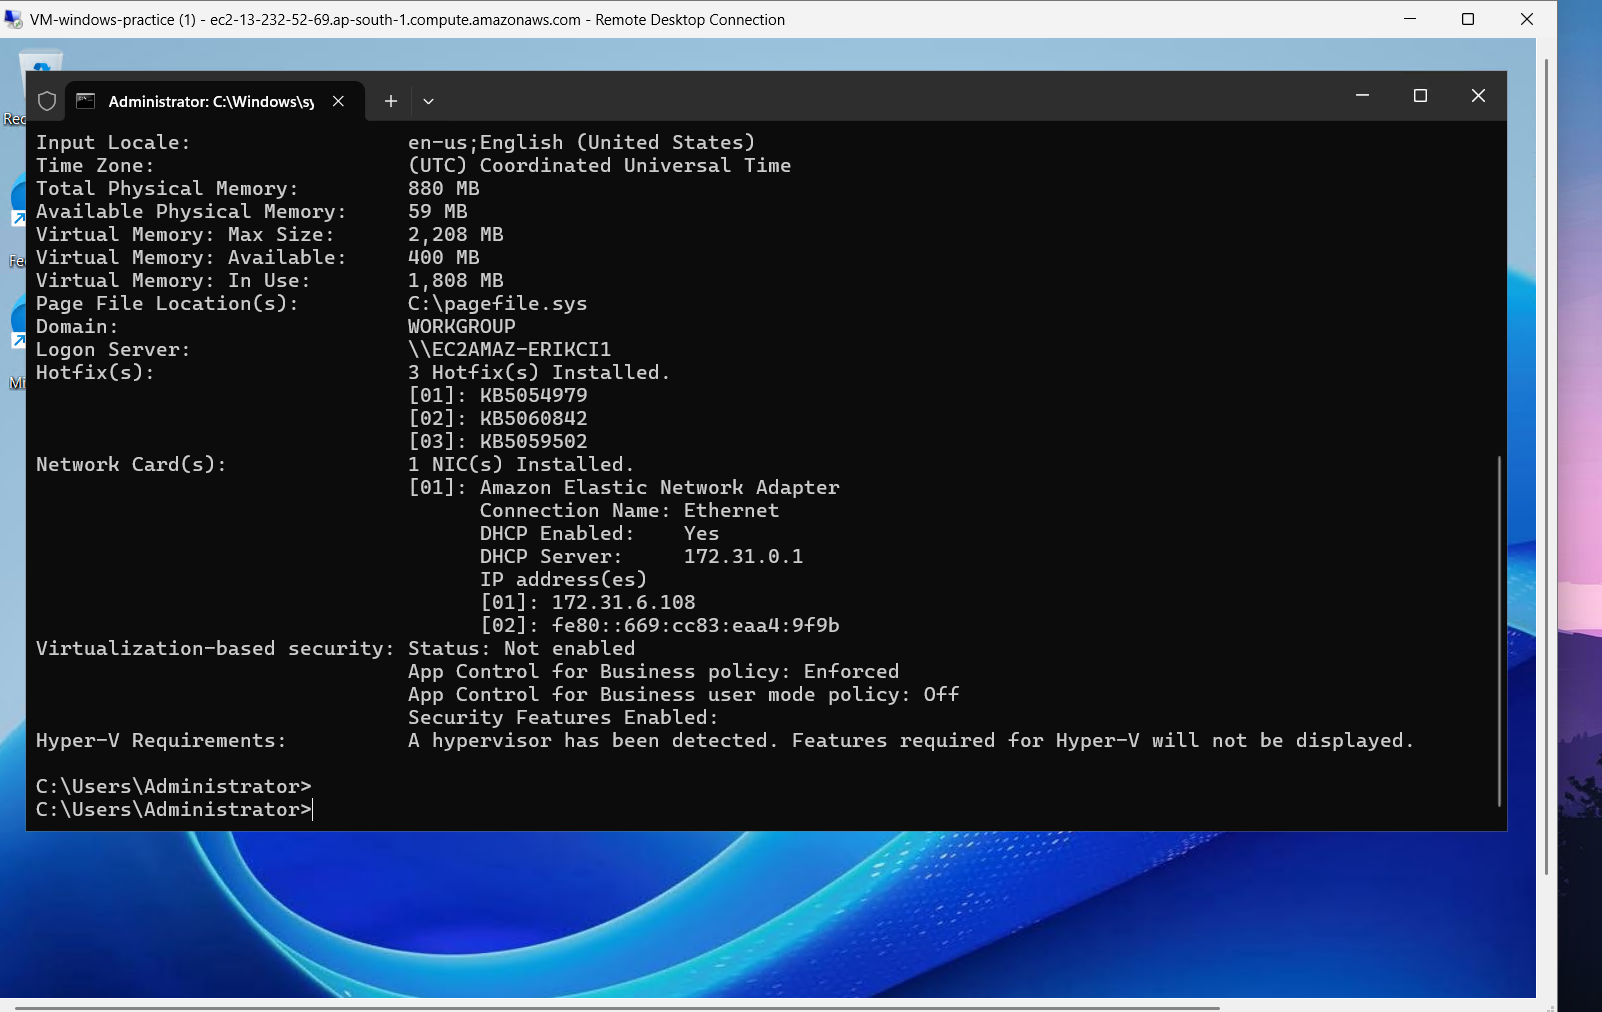 VM-windows-practice (1) - ec2-13-232-52-69.ap-south-1.compute.amazonaws.com - Remote Desktop Connection
Administrator: C:\Windows\sy
Input Locale: en-us;English (United States)
Time Zone: (UTC) Coordinated Universal Time
Total Physical Memory: 880 MB
Available Physical Memory: 59 MB
Virtual Memory: Max Size: 2,208 MB
Virtual Memory: Available: 400 MB
Virtual Memory: In Use: 1,808 MB
Page File Location(s): C:\pagefile.sys
Domain: WORKGROUP
Logon Server: \\EC2AMAZ-ERIKCI1
Hotfix(s): 3 Hotfix(s) Installed.
[01]: KB5054979
[02]: KB5060842
[03]: KB5059502
Network Card(s): 1 NIC(s) Installed.
[01]: Amazon Elastic Network Adapter
Connection Name: Ethernet
DHCP Enabled: Yes
DHCP Server: 172.31.0.1
IP address(es)
[01]: 172.31.6.108
[02]: fe80::669:cc83:eaa4:9f9b
Virtualization-based security: Status: Not enabled
App Control for Business policy: Enforced
App Control for Business user mode policy: Off
Security Features Enabled:
Hyper-V Requirements: A hypervisor has been detected. Features required for Hyper-V will not be displayed.
C:\Users\Administrator>
C:\Users\Administrator>